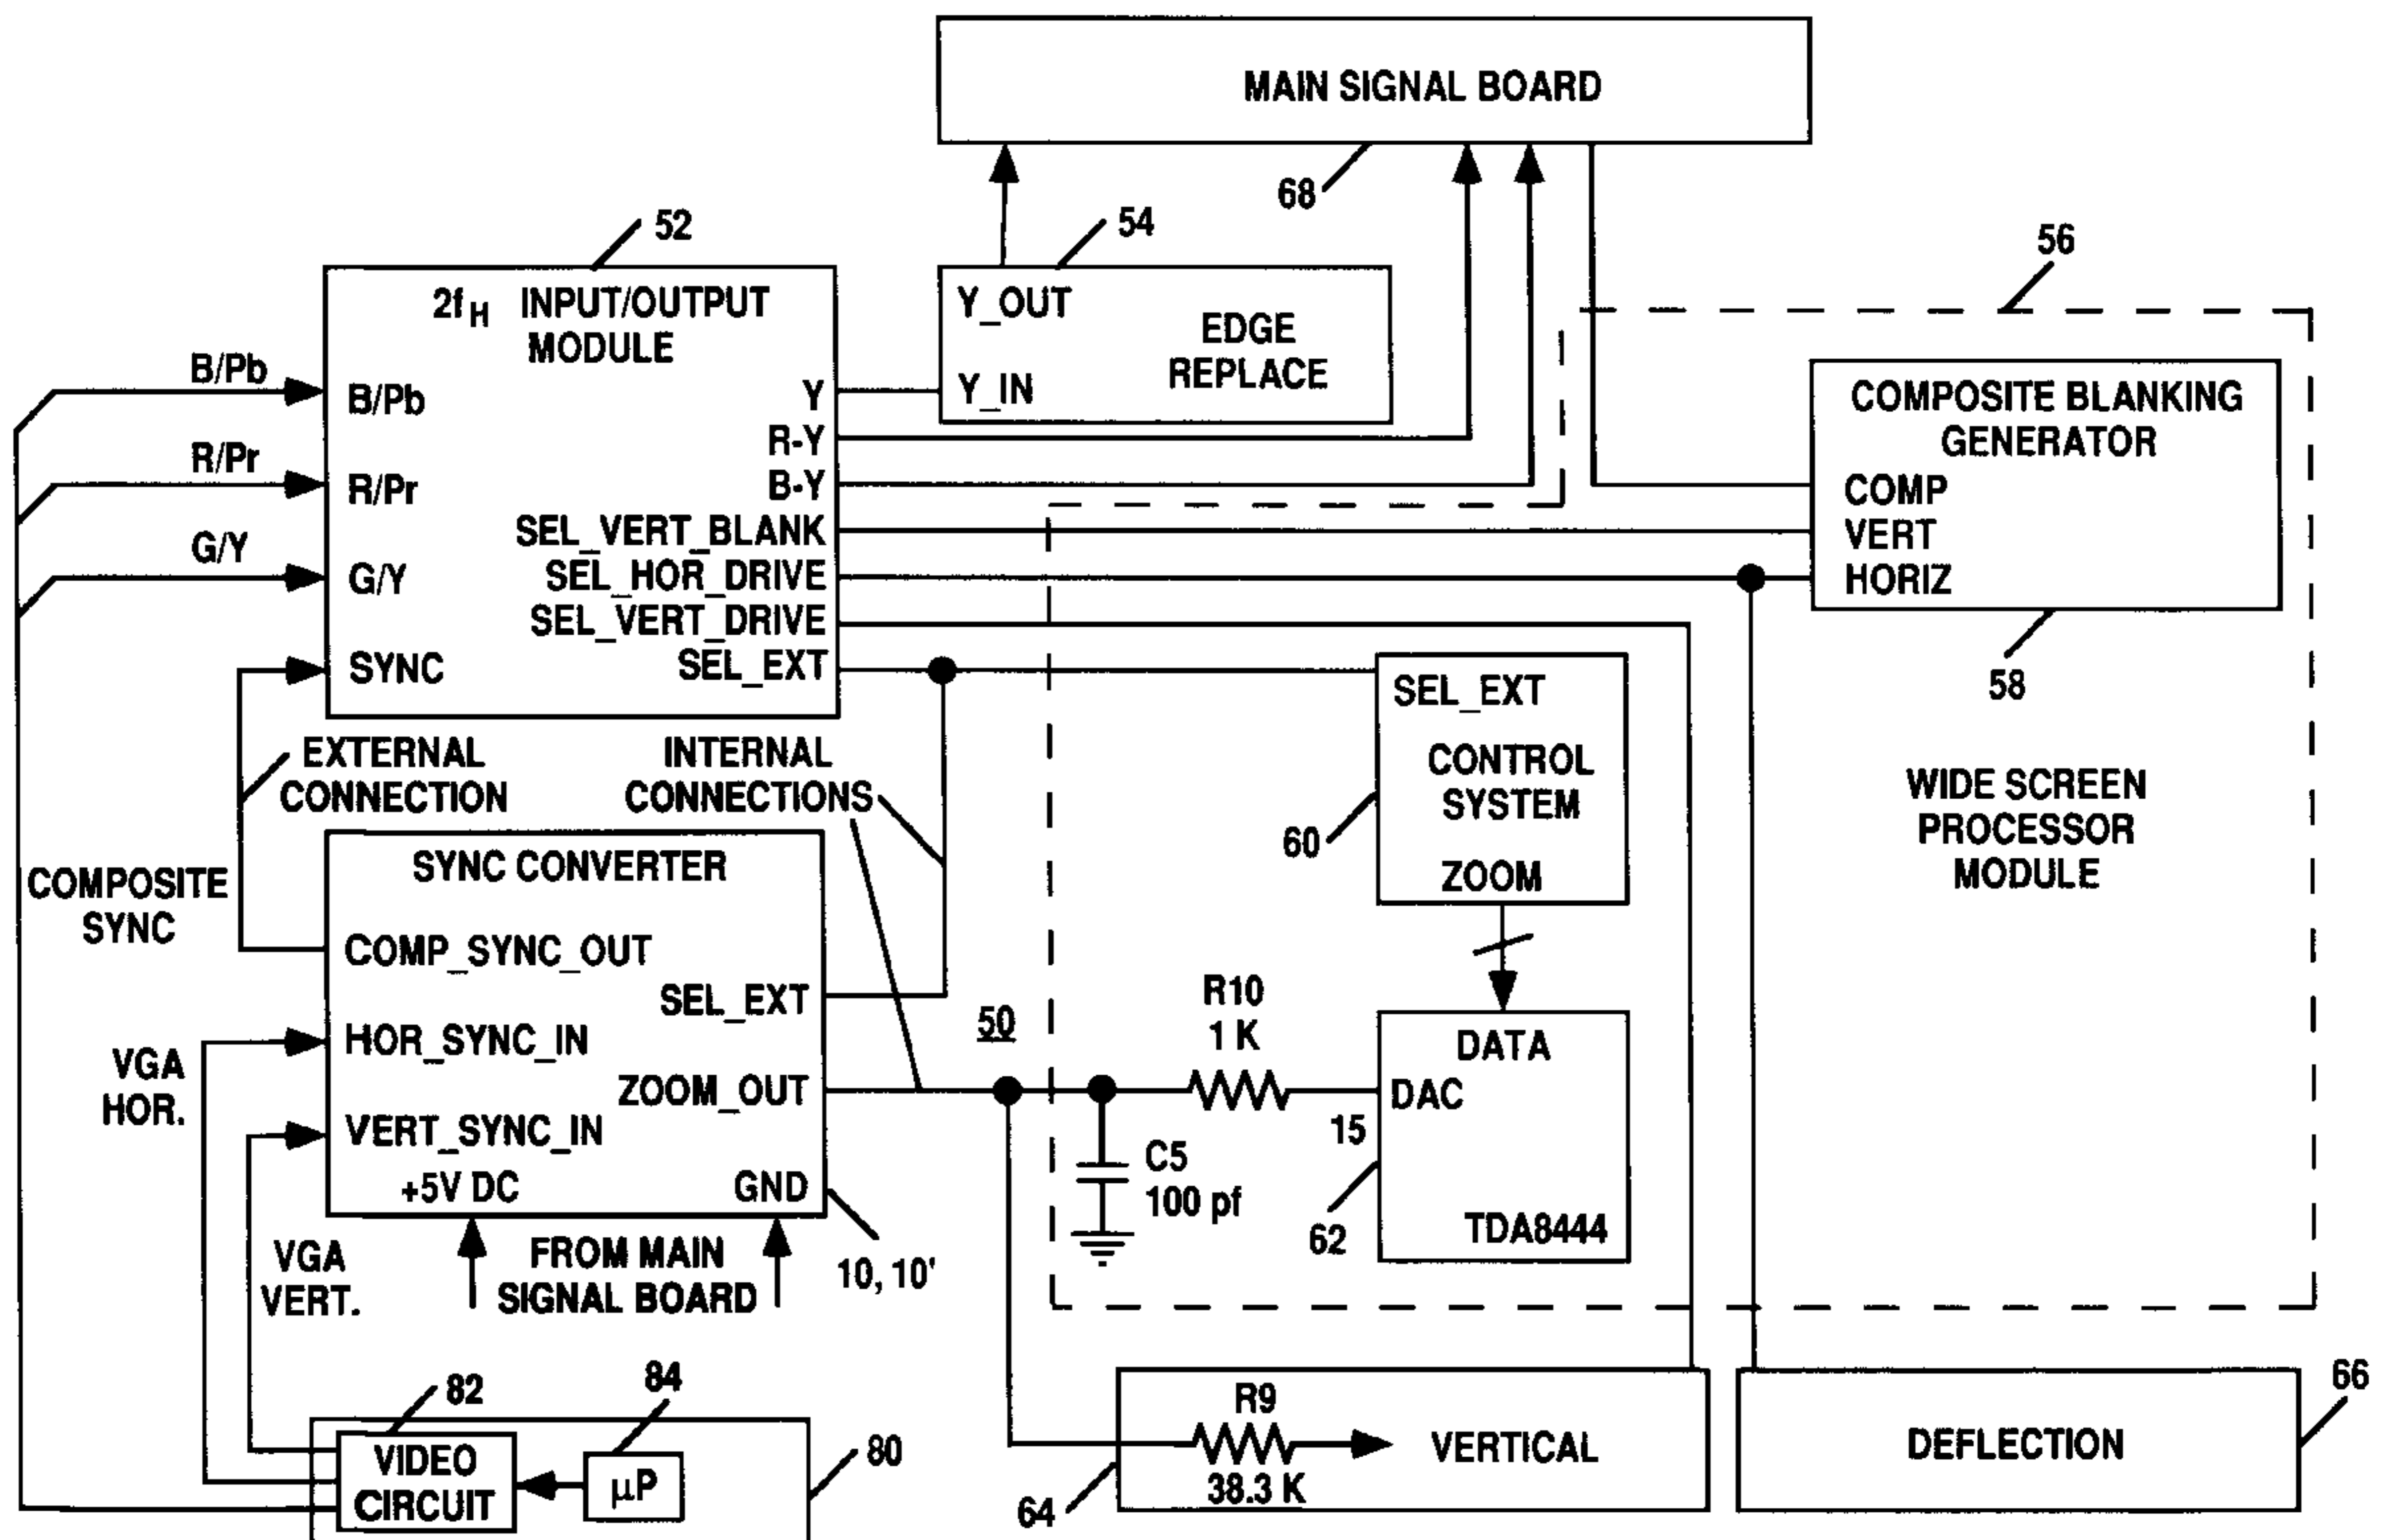 MAIN SIGNAL BOARD
68
52
54
56
2fH INPUT/OUTPUT
MODULE
B/Pb
B/Pb
R/Pr
R/Pr
G/Y
G/Y
SYNC
Y
R-Y
B-Y
SEL_VERT_BLANK
SEL_HOR_DRIVE
SEL_VERT_DRIVE
SEL_EXT
Y_OUT
EDGE
REPLACE
Y_IN
COMPOSITE BLANKING
GENERATOR
COMP
VERT
HORIZ
58
EXTERNAL
CONNECTION
INTERNAL
CONNECTIONS
SEL_EXT
CONTROL
SYSTEM
ZOOM
60
WIDE SCREEN
PROCESSOR
MODULE
COMPOSITE
SYNC
SYNC CONVERTER
COMP_SYNC_OUT
SEL_EXT
HOR_SYNC_IN
ZOOM_OUT
VERT_SYNC_IN
+5V DC
GND
VGA
HOR.
VGA
VERT.
FROM MAIN
SIGNAL BOARD
10, 10'
50
R10
1 K
C5
100 pf
DATA
DAC
15
62
TDA8444
82
84
80
VIDEO
CIRCUIT
μP
R9
38.3 K
VERTICAL
64
DEFLECTION
66